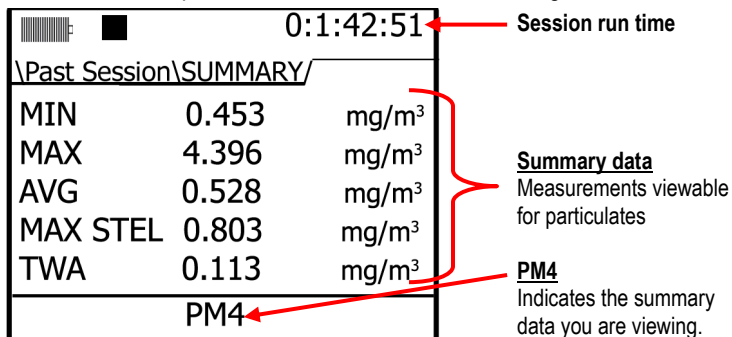 0:1:42:51
Session run time
\Past Session\SUMMARY/
MIN 0.453 mg/m³
MAX 4.396 mg/m³
AVG 0.528 mg/m³
MAX STEL 0.803 mg/m³
TWA 0.113 mg/m³
PM4
Summary data
Measurements viewable
for particulates
PM4
Indicates the summary
data you are viewing.